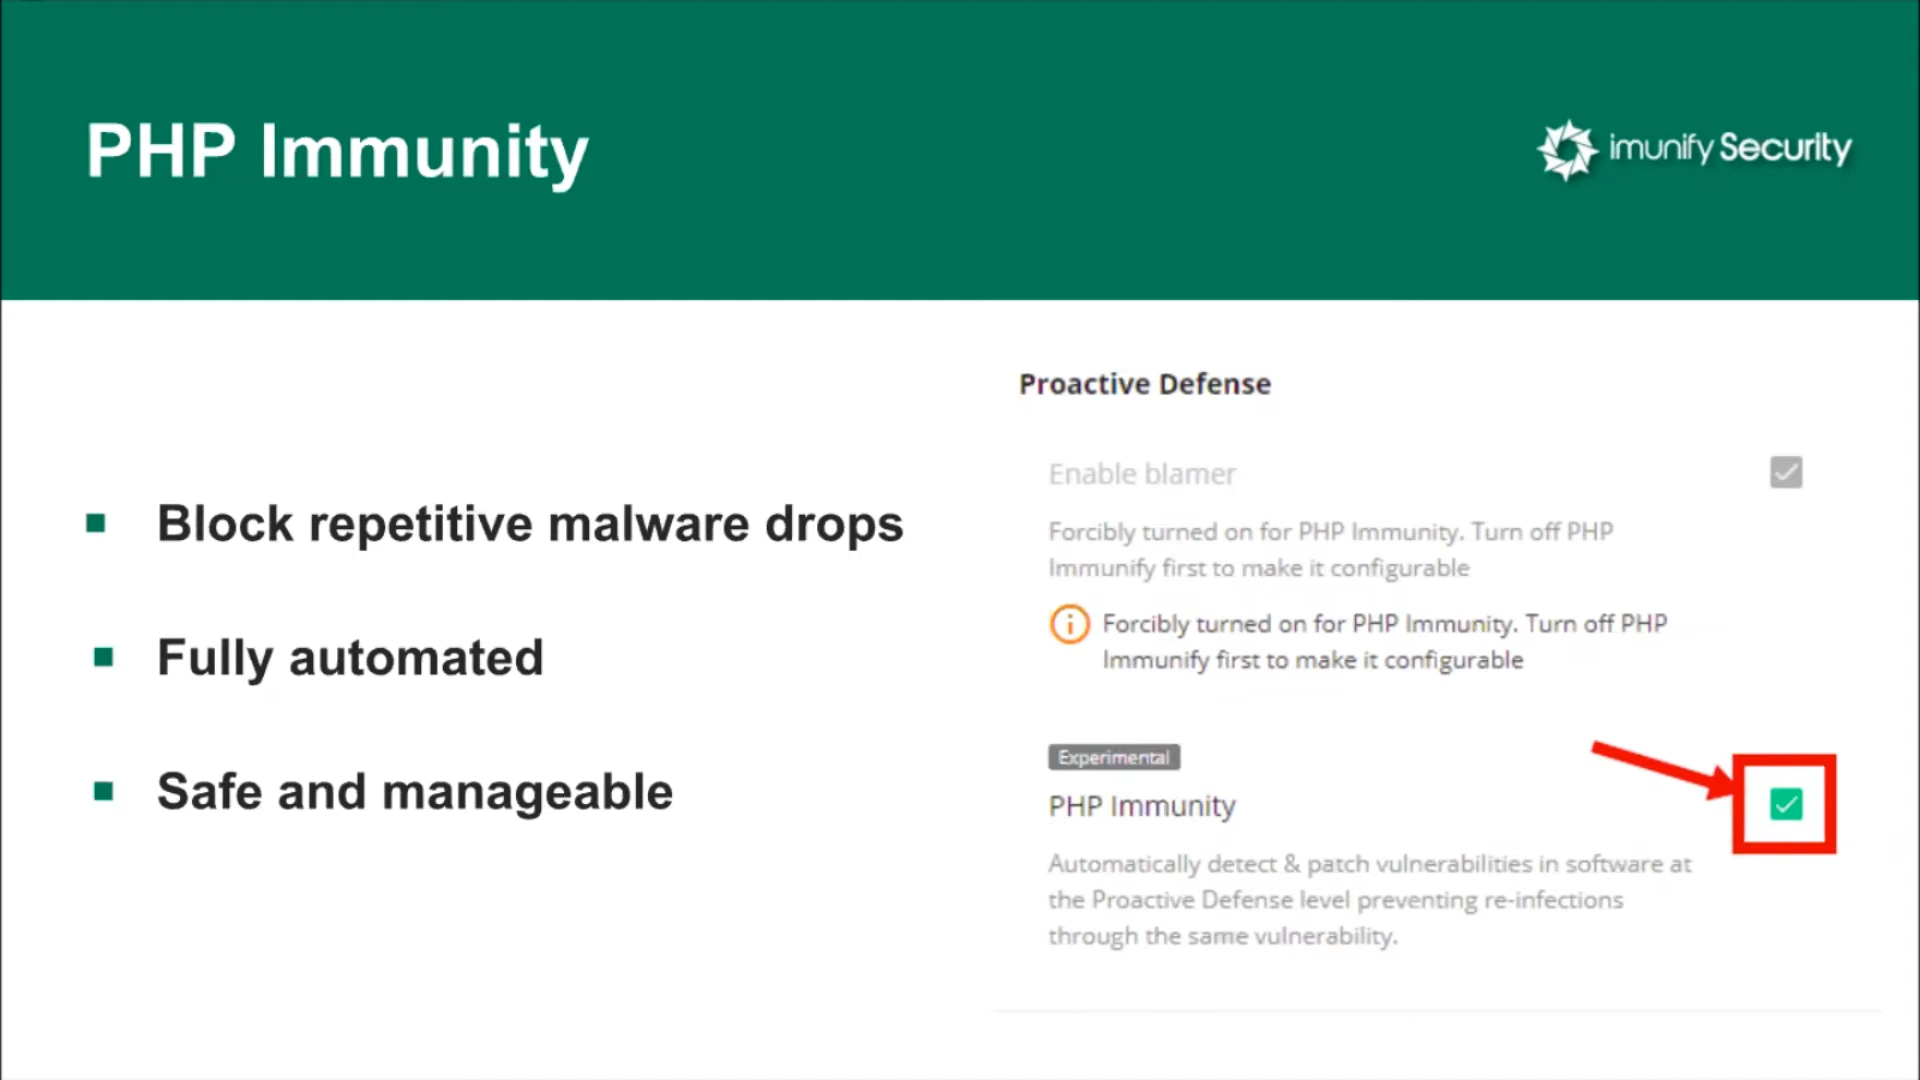 PHP Immunity
imunify Security
Block repetitive malware drops
Fully automated
Safe and manageable
Proactive Defense
Enable blamer
Forcibly turned on for PHP Immunity. Turn off PHP
Immunify first to make it configurable
Forcibly turned on for PHP Immunity. Turn off PHP
Immunify first to make it configurable
Experimental
PHP Immunity
Automatically detect & patch vulnerabilities in software at
the Proactive Defense level preventing re-infections
through the same vulnerability.